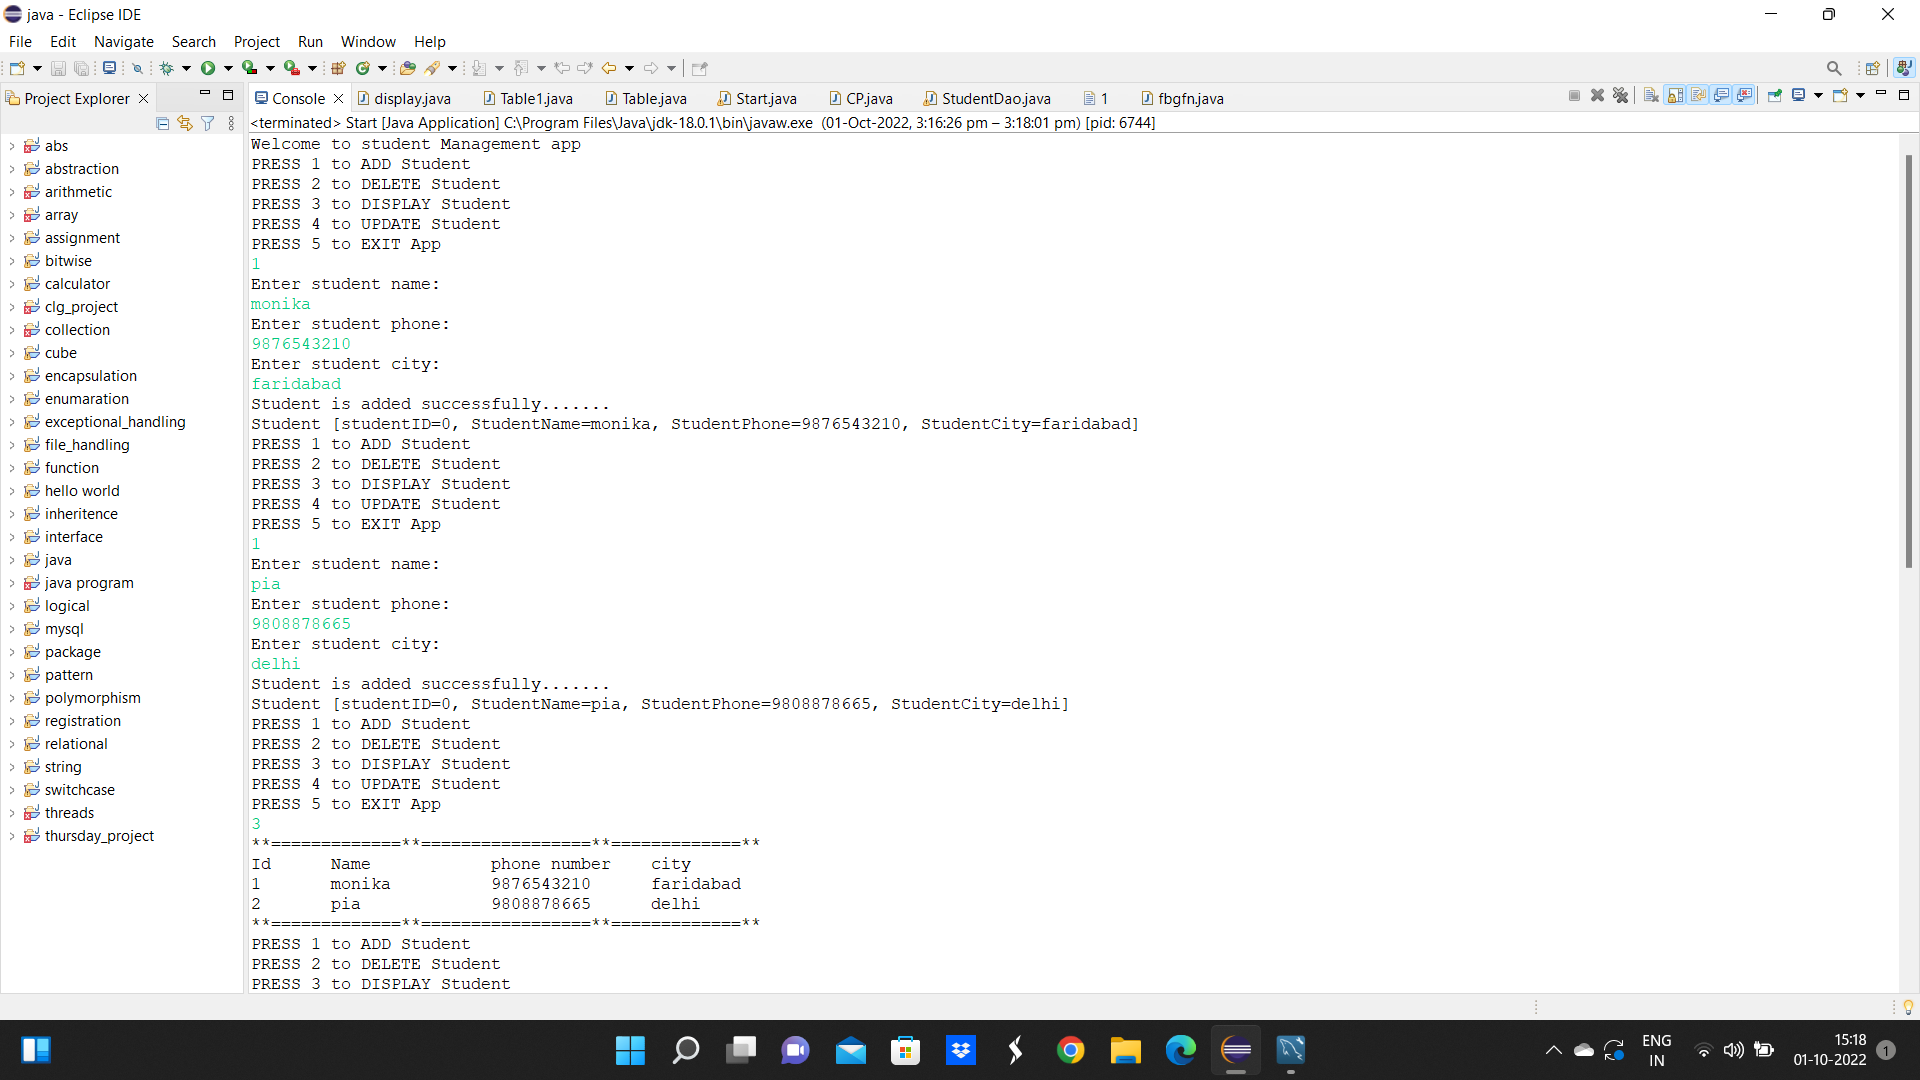 java - Eclipse IDE
File Edit Navigate Search Project Run Window Help
Project Explorer
Console display.java Table1.java Table.java Start.java CP.java StudentDao.java 1 fbgfn.java
<terminated> Start [Java Application] C:\Program Files\Java\jdk-18.0.1\bin\javaw.exe (01-Oct-2022, 3:16:26 pm – 3:18:01 pm) [pid: 6744]
abs
abstraction
arithmetic
array
assignment
bitwise
calculator
clg_project
collection
cube
encapsulation
enumaration
exceptional_handling
file_handling
function
hello world
inheritence
interface
java
java program
logical
mysql
package
pattern
polymorphism
registration
relational
string
switchcase
threads
thursday_project
Welcome to student Management app
PRESS 1 to ADD Student
PRESS 2 to DELETE Student
PRESS 3 to DISPLAY Student
PRESS 4 to UPDATE Student
PRESS 5 to EXIT App
1
Enter student name:
monika
Enter student phone:
9876543210
Enter student city:
faridabad
Student is added successfully.......
Student [studentID=0, StudentName=monika, StudentPhone=9876543210, StudentCity=faridabad]
PRESS 1 to ADD Student
PRESS 2 to DELETE Student
PRESS 3 to DISPLAY Student
PRESS 4 to UPDATE Student
PRESS 5 to EXIT App
1
Enter student name:
pia
Enter student phone:
9808878665
Enter student city:
delhi
Student is added successfully.......
Student [studentID=0, StudentName=pia, StudentPhone=9808878665, StudentCity=delhi]
PRESS 1 to ADD Student
PRESS 2 to DELETE Student
PRESS 3 to DISPLAY Student
PRESS 4 to UPDATE Student
PRESS 5 to EXIT App
3
**=============**=================**=============**
Id Name phone number city
1 monika 9876543210 faridabad
2 pia 9808878665 delhi
**=============**=================**=============**
PRESS 1 to ADD Student
PRESS 2 to DELETE Student
PRESS 3 to DISPLAY Student
ENG
IN
15:18
01-10-2022
1